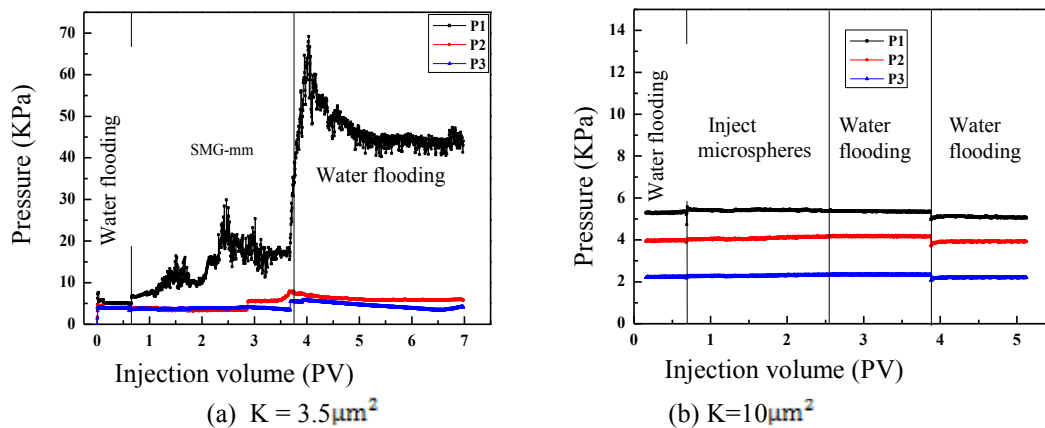 70
60
50
40
30
20
10
0
Pressure (KPa)
Water flooding
SMG-mm
Water flooding
P1
P2
P3
0 1 2 3 4 5 6 7
Injection volume (PV)
(a) K = 3.5μm²
14
12
10
8
6
4
2
0
Pressure (KPa)
Water flooding
Inject
microspheres
Water
flooding
Water
flooding
P1
P2
P3
1 2 3 4 5
Injection volume (PV)
(b) K=10μm²